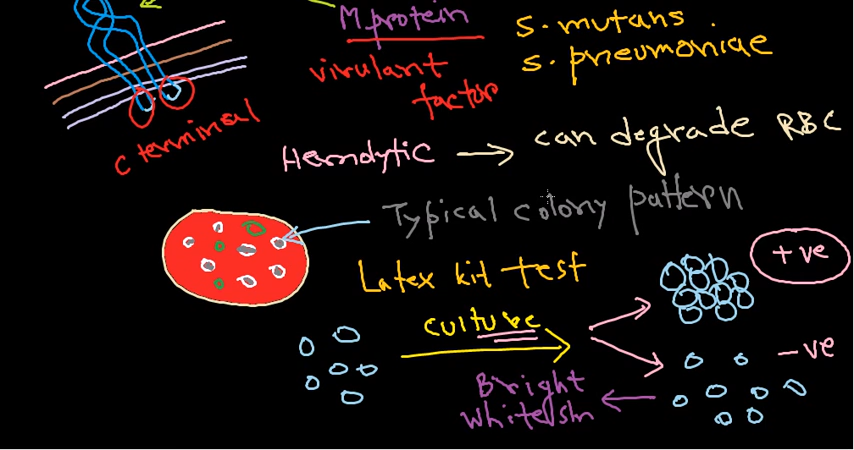 M protein
virulant
factor
S. mutans
S. pneumoniae
C terminal
Hemolytic → can degrade RBC
Typical colony pattern
Latex kit test
culture
+ve
-ve
Bright